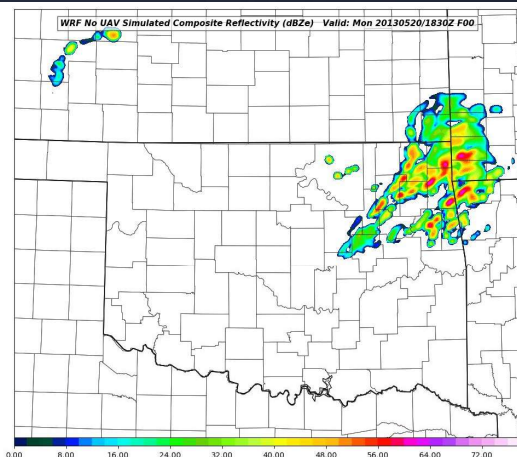 WRF No UAV Simulated Composite Reflectivity (dBZe) Valid: Mon 20130520/1830Z F00
0.00 8.00 16.00 24.00 32.00 40.00 48.00 56.00 64.00 72.00